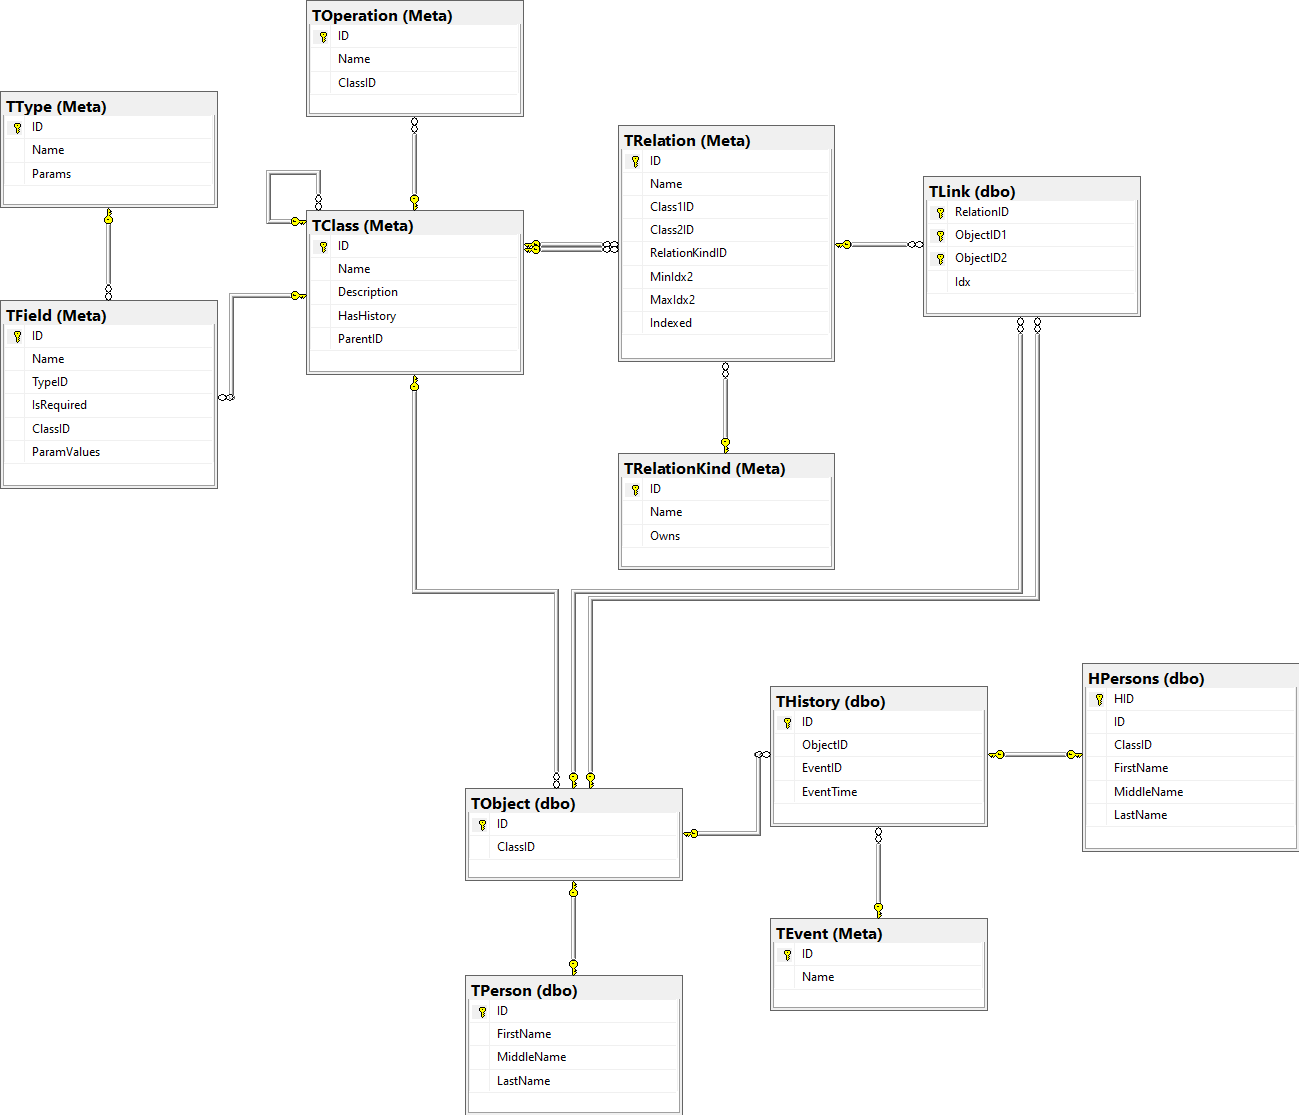 TOperation (Meta)
ID
Name
ClassID
TType (Meta)
ID
Name
Params
TRelation (Meta)
ID
Name
Class1ID
Class2ID
RelationKindID
MinIdx2
MaxIdx2
Indexed
TLink (dbo)
RelationID
ObjectID1
ObjectID2
Idx
TClass (Meta)
ID
Name
Description
HasHistory
ParentID
TField (Meta)
ID
Name
TypeID
IsRequired
ClassID
ParamValues
TRelationKind (Meta)
ID
Name
Owns
HPersons (dbo)
HID
ID
ClassID
FirstName
MiddleName
LastName
THistory (dbo)
ID
ObjectID
EventID
EventTime
TObject (dbo)
ID
ClassID
TEvent (Meta)
ID
Name
TPerson (dbo)
ID
FirstName
MiddleName
LastName